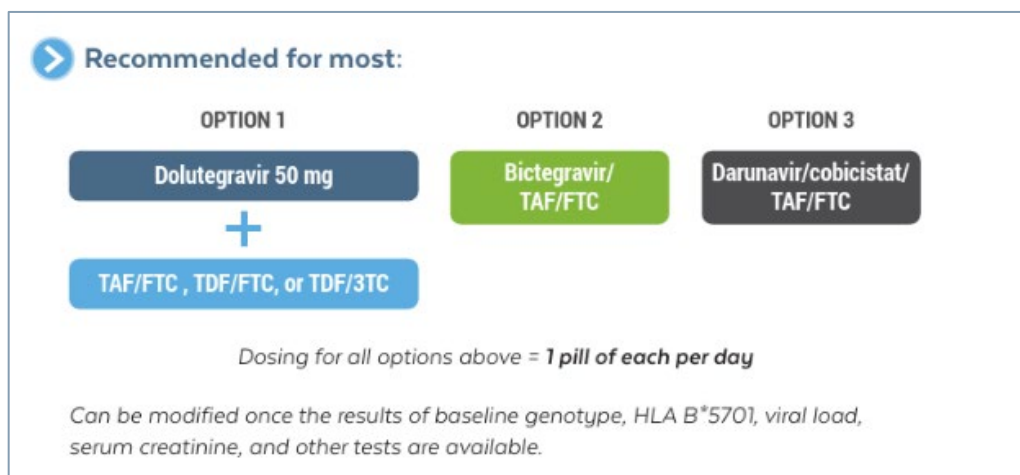 Recommended for most:
OPTION 1
Dolutegravir 50 mg
+
TAF/FTC , TDF/FTC, or TDF/3TC
OPTION 2
Bictegravir/
TAF/FTC
OPTION 3
Darunavir/cobicistat/
TAF/FTC
Dosing for all options above = 1 pill of each per day
Can be modified once the results of baseline genotype, HLA B*5701, viral load,
serum creatinine, and other tests are available.